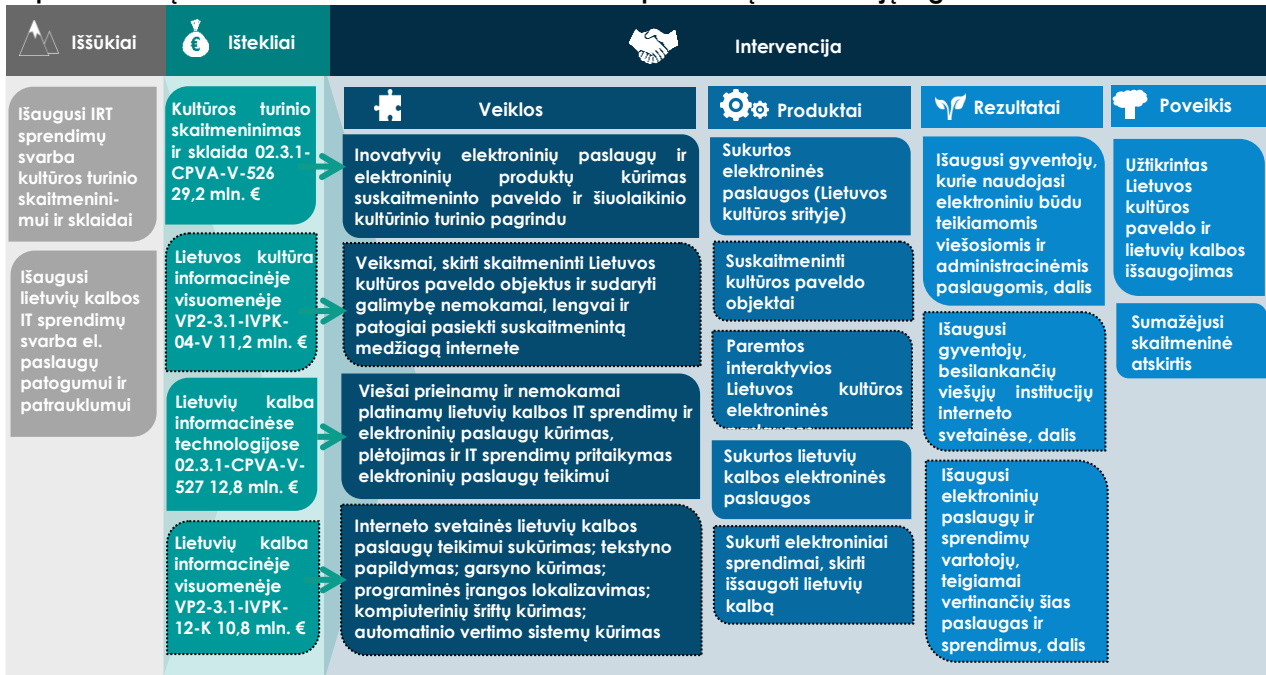 Iššūkiai
Ištekliai
Intervencija
Išaugusi IRT
sprendimų
svarba
kultūros turinio
skaitmenini-
mui ir sklaidai
Išaugusi
lietuvių kalbos
IT sprendimų
svarba el.
paslaugų
patogumui ir
patrauklumui
Kultūros turinio
skaitmeninimas
ir sklaida 02.3.1-
CPVA-V-526
29,2 mln. €
Lietuvos kultūra
informacinėje
visuomenėje
VP2-3.1-IVPK-
04-V 11,2 mln. €
Lietuvių kalba
informacinėse
technologijose
02.3.1-CPVA-V-
527 12,8 mln. €
Lietuvių kalba
informacinėje
visuomenėje
VP2-3.1-IVPK-
12-K 10,8 mln. €
Veiklos
Inovatyvių elektroninių paslaugų ir
elektroninių produktų kūrimas
suskaitmeninto paveldo ir šiuolaikinio
kultūrinio turinio pagrindu
Veiksmai, skirti skaitmeninti Lietuvos
kultūros paveldo objektus ir sudaryti
galimybę nemokamai, lengvai ir
patogiai pasiekti suskaitmenintą
medžiagą internete
Viešai prieinamų ir nemokamai
platinamų lietuvių kalbos IT sprendimų ir
elektroninių paslaugų kūrimas,
plėtojimas ir IT sprendimų pritaikymas
elektroninių paslaugų teikimui
Interneto svetainės lietuvių kalbos
paslaugų teikimui sukūrimas; tekstyno
papildymas; garsyno kūrimas;
programinės įrangos lokalizavimas;
kompiuterinių šriftų kūrimas;
automatinio vertimo sistemų kūrimas
Produktai
Sukurtos
elektroninės
paslaugos (Lietuvos
kultūros srityje)
Suskaitmeninti
kultūros paveldo
objektai
Paremtos
interaktyvios
Lietuvos kultūros
elektroninės
Sukurtos lietuvių
kalbos elektroninės
paslaugos
Sukurti elektroniniai
sprendimai, skirti
išsaugoti lietuvių
kalbą
Rezultatai
Išaugusi gyventojų,
kurie naudojasi
elektroniniu būdu
teikiamomis
viešosiomis ir
administracinėmis
paslaugomis, dalis
Išaugusi
gyventojų,
besilankančių
viešųjų institucijų
interneto
svetainėse, dalis
Išaugusi
elektroninių
paslaugų ir
sprendimų
vartotojų,
teigiamai
vertinančių šias
paslaugas ir
sprendimus, dalis
Poveikis
Užtikrintas
Lietuvos
kultūros
paveldo ir
lietuvių kalbos
išsaugojimas
Sumažėjusi
skaitmeninė
atskirtis